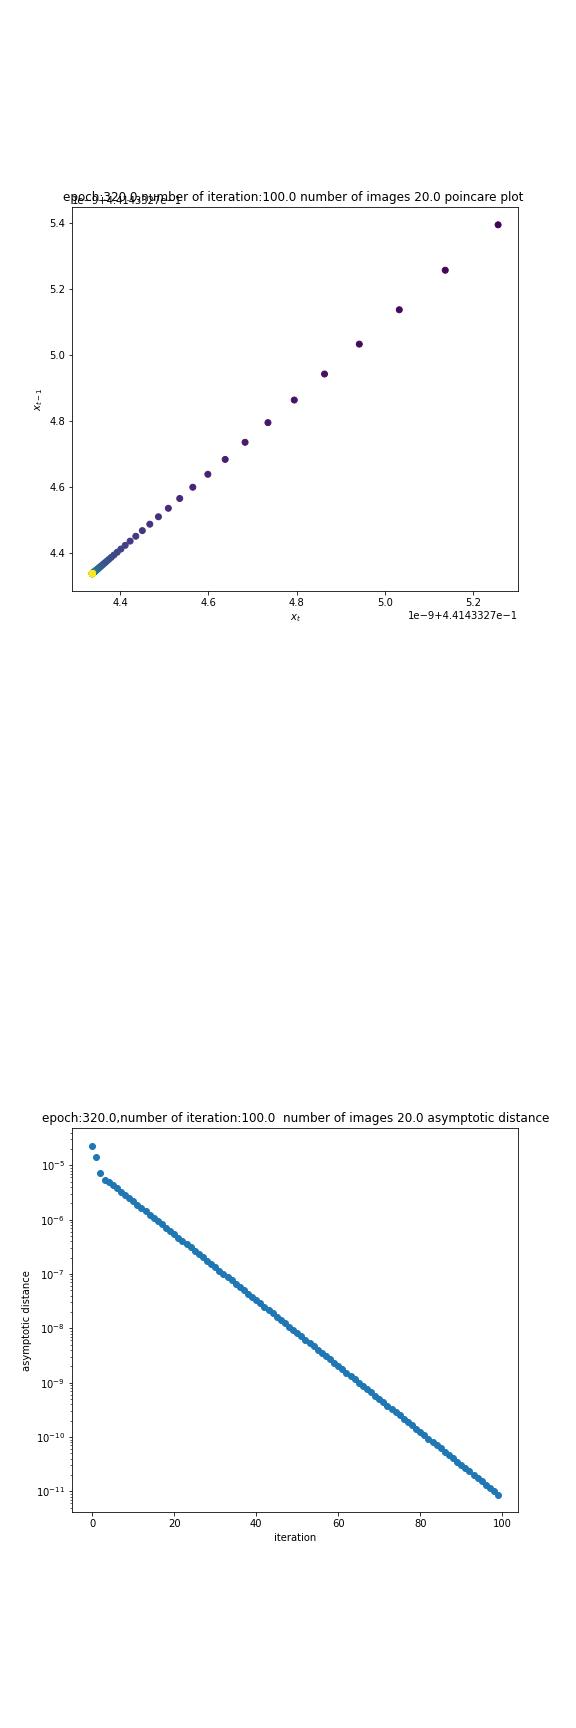 epoch:320.0,number of iteration:100.0 number of images 20.0 poincare plot
1e−9+4.4143327e−1
5.4
5.2
5.0
4.8
4.6
4.4
x_{t−1}
4.4 4.6 4.8 5.0 5.2
x_t
1e−9+4.4143327e−1
epoch:320.0,number of iteration:100.0  number of images 20.0 asymptotic distance
10^{−5}
10^{−6}
10^{−7}
10^{−8}
10^{−9}
10^{−10}
10^{−11}
asymptotic distance
0 20 40 60 80 100
iteration